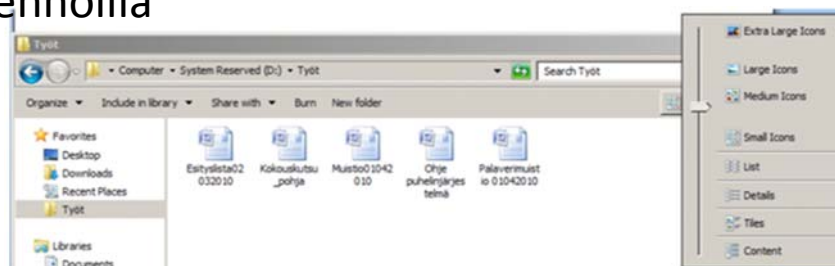 Työt
Computer ▸ System Reserved (D:) ▸ Työt
Search Työt
Organize ▾ Include in library ▾ Share with ▾ Burn New folder
Favorites
Desktop
Downloads
Recent Places
Työt
Libraries
Documents
Esityslista02
032010
Kokouskutsu
_pohja
Muistio01042
010
Ohje
puhelinjärjes
telmä
Palaverimuist
io 01042010
Extra Large Icons
Large Icons
Medium Icons
Small Icons
List
Details
Tiles
Content